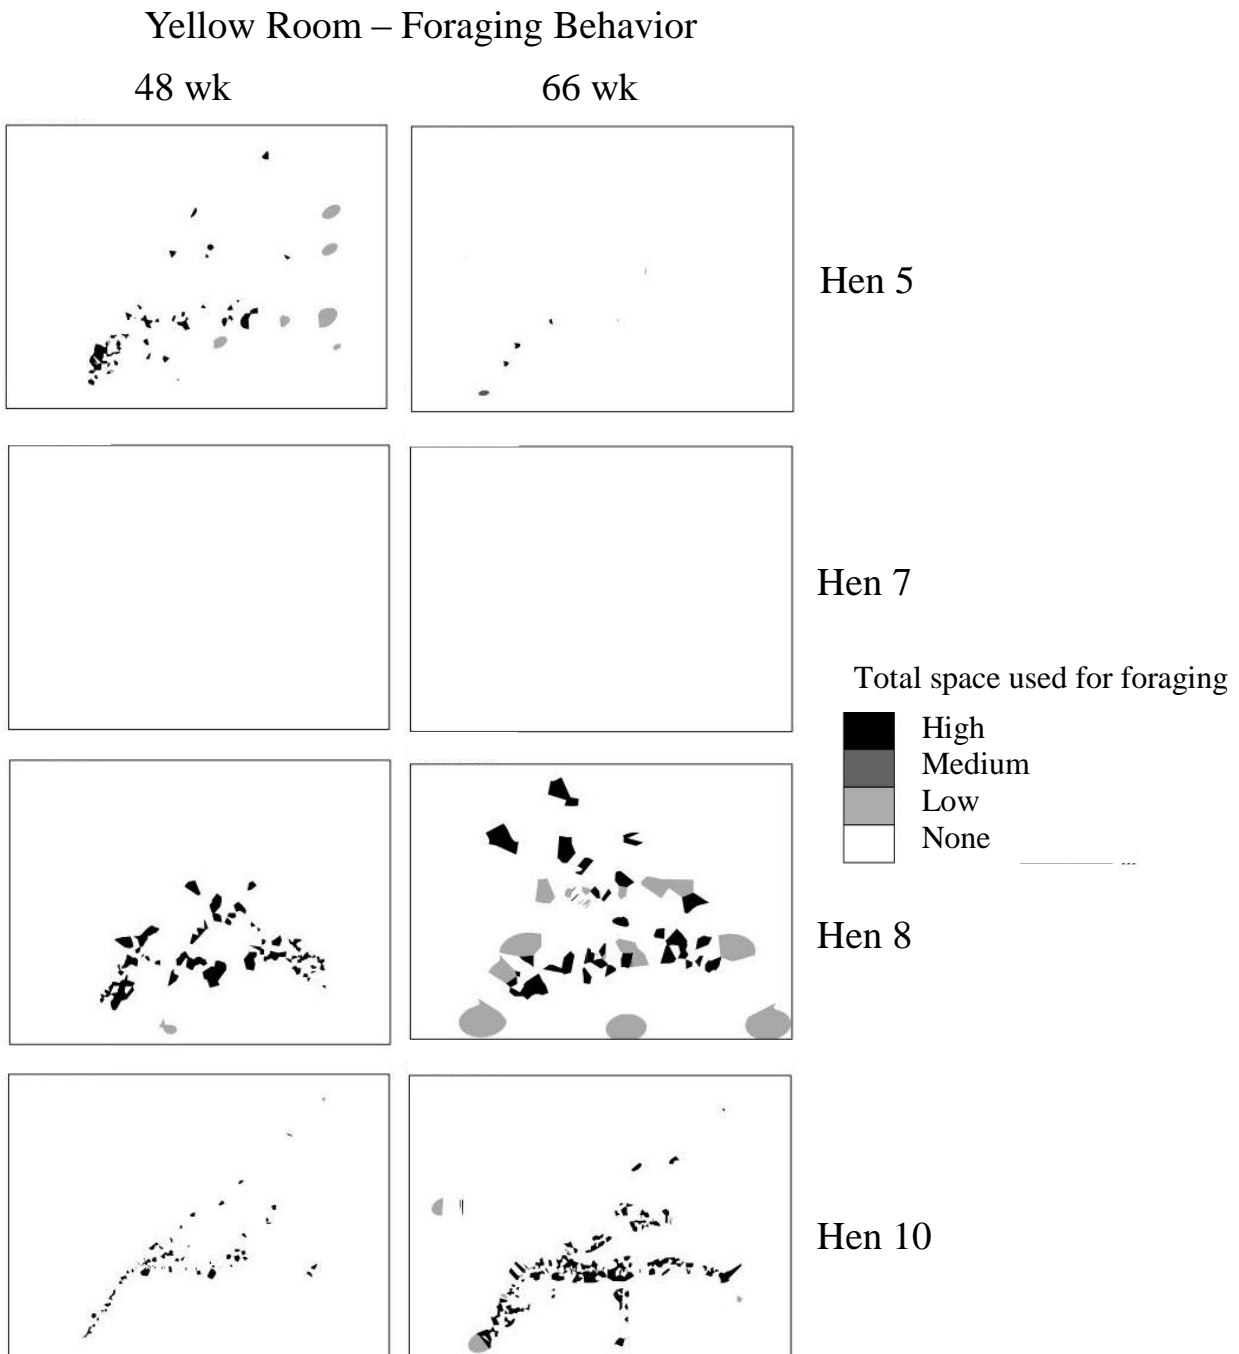 Yellow Room – Foraging Behavior
48 wk
66 wk
Hen 5
Hen 7
Total space used for foraging
High
Medium
Low
None
Hen 8
Hen 10